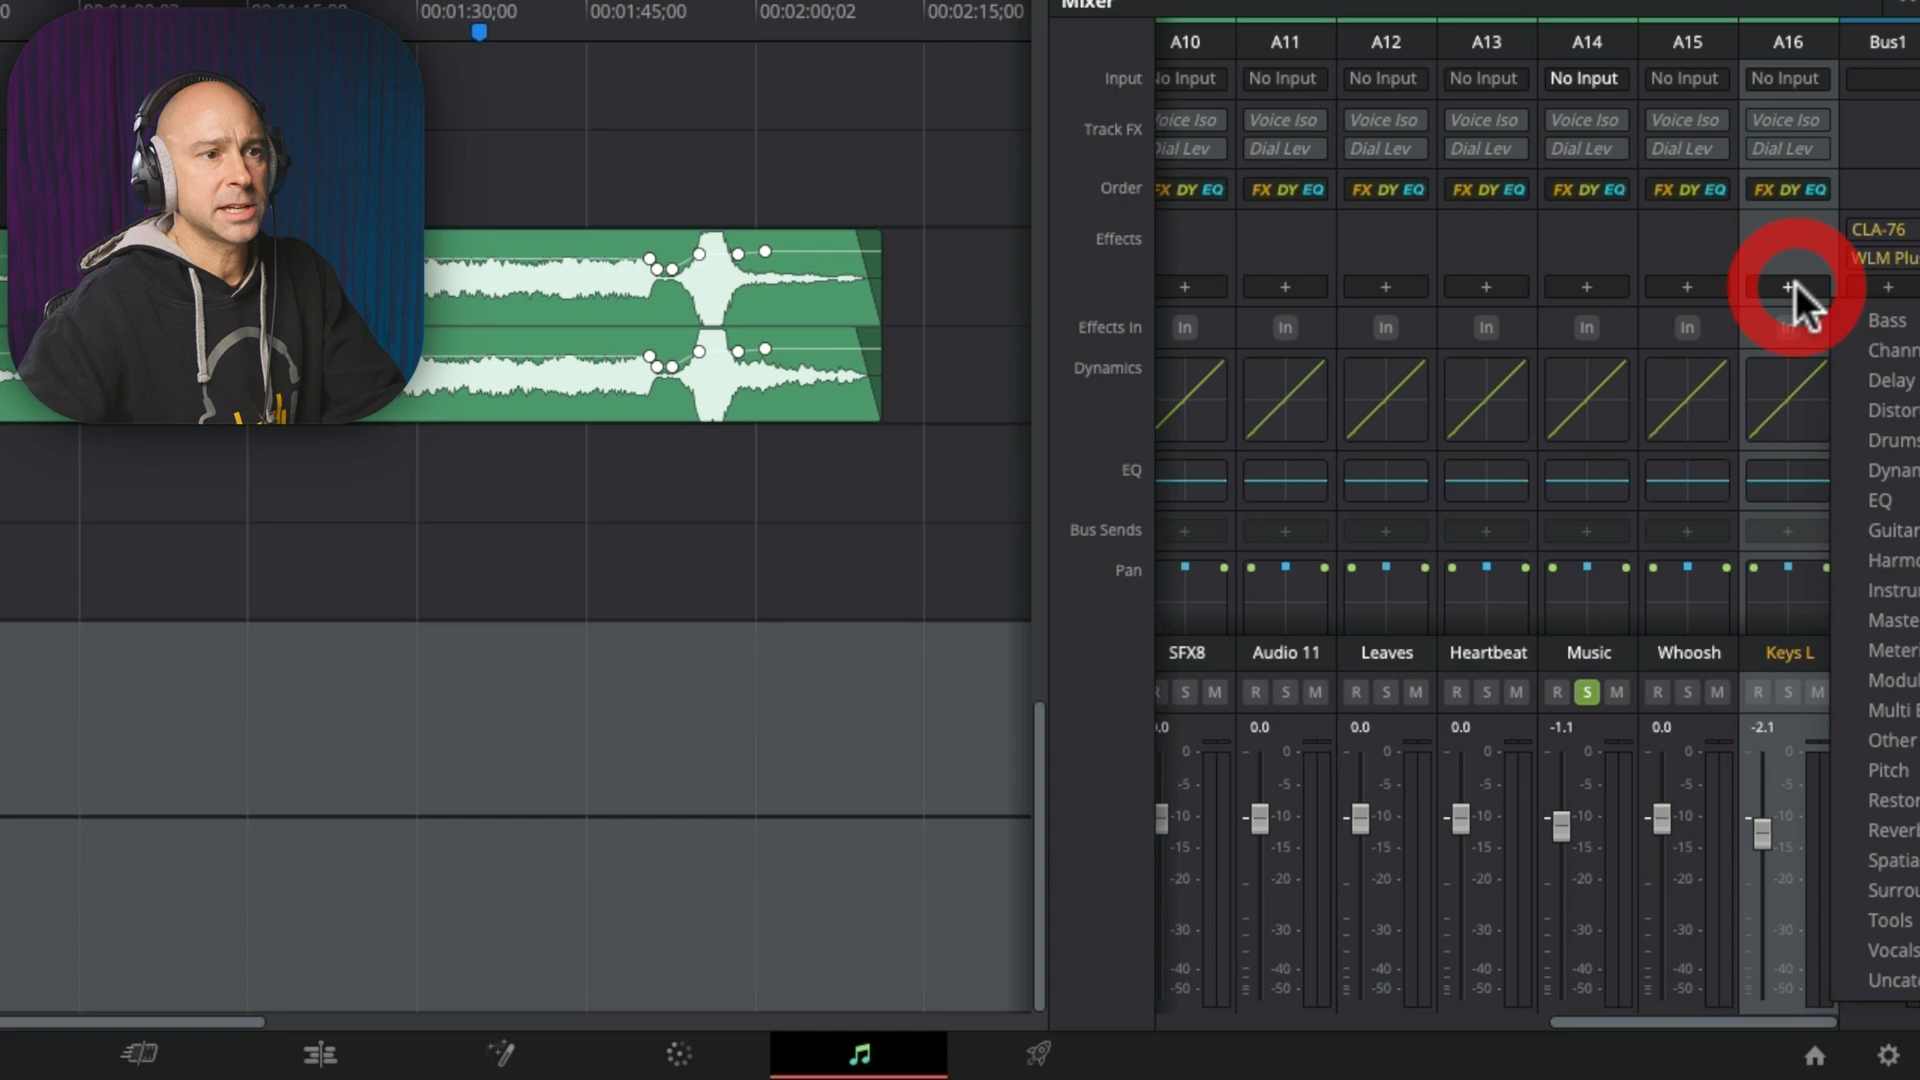 00:01:30;00 00:01:45;00 00:02:00;02 00:02:15;00
Mixer
A10 A11 A12 A13 A14 A15 A16 Bus1
Input No Input No Input No Input No Input No Input No Input No Input
Track FX Voice Iso Voice Iso Voice Iso Voice Iso Voice Iso Voice Iso Voice Iso
Dial Lev Dial Lev Dial Lev Dial Lev Dial Lev Dial Lev Dial Lev
Order FX DY EQ FX DY EQ FX DY EQ FX DY EQ FX DY EQ FX DY EQ FX DY EQ
Effects CLA-76
WLM Plus
+ + + + + + + +
Effects In In In In In In In
Dynamics
EQ
Bus Sends + + + + + + +
Pan
Bass
Chann
Delay
Distor
Drums
Dynam
EQ
Guitar
Harmo
Instru
Maste
Meteri
Modul
Multi E
Other
Pitch
Restor
Reverb
Spatia
Surrou
Tools
Vocals
Uncate
SFX8 Audio 11 Leaves Heartbeat Music Whoosh Keys L
R S M R S M R S M R S M R S M R S M R S M
0.0 0.0 0.0 0.0 -1.1 0.0 -2.1
0 0 0 0 0 0 0
-5 -5 -5 -5 -5 -5 -5
-10 -10 -10 -10 -10 -10 -10
-15 -15 -15 -15 -15 -15 -15
-20 -20 -20 -20 -20 -20 -20
-30 -30 -30 -30 -30 -30 -30
-40 -40 -40 -40 -40 -40 -40
-50 -50 -50 -50 -50 -50 -50